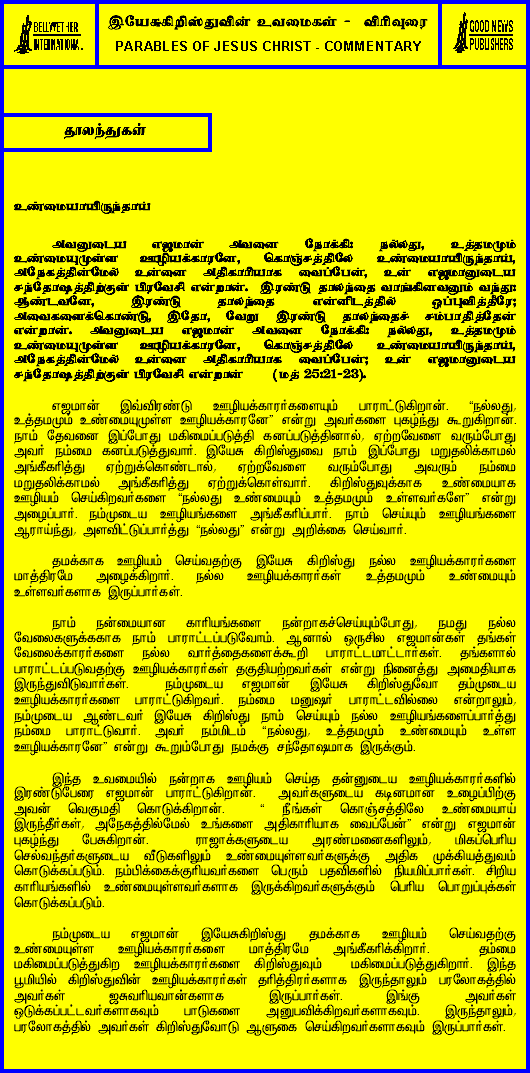 BELLWETHER
INTERNATIONAL.
இயேசுகிறிஸ்துவின் உவமைகள் - விரிவுரை
PARABLES OF JESUS CHRIST - COMMENTARY
GOOD NEWS
PUBLISHERS
தாலந்துகள்
உண்மையாயிருந்தாய்
அவனுடைய எஜமான் அவனை நோக்கி: நல்லது, உத்தமமும்
உண்மையுமுள்ள ஊழியக்காரனே, கொஞ்சத்திலே உண்மையாயிருந்தாய்,
அநேகத்தின்மேல் உன்னை அதிகாரியாக வைப்பேன், உன் எஜமானுடைய
சந்தோஷத்திற்குள் பிரவேசி என்றான். இரண்டு தாலந்தை வாங்கினவனும் வந்து:
ஆண்டவனே, இரண்டு தாலந்தை என்னிடத்தில் ஒப்புவித்தீரே;
அவைகளைக்கொண்டு, இதோ, வேறு இரண்டு தாலந்தைச் சம்பாதித்தேன்
என்றான். அவனுடைய எஜமான் அவனை நோக்கி: நல்லது, உத்தமமும்
உண்மையுமுள்ள ஊழியக்காரனே, கொஞ்சத்திலே உண்மையாயிருந்தாய்,
அநேகத்தின்மேல் உன்னை அதிகாரியாக வைப்பேன்; உன் எஜமானுடைய
சந்தோஷத்திற்குள் பிரவேசி என்றான் (மத் 25:21-23).
எஜமான் இவ்விரண்டு ஊழியக்காரர்களையும் பாராட்டுகிறான். “நல்லது,
உத்தமமும் உண்மையுமுள்ள ஊழியக்காரனே” என்று அவர்களை புகழ்ந்து கூறுகிறான்.
நாம் தேவனை இப்போது மகிமைப்படுத்தி கனப்படுத்தினால், ஏற்றவேளை வரும்போது
அவர் நம்மை கனப்படுத்துவார். இயேசு கிறிஸ்துவை நாம் இப்போது மறுதலிக்காமல்
அங்கீகரித்து ஏற்றுக்கொண்டால், ஏற்றவேளை வரும்போது அவரும் நம்மை
மறுதலிக்காமல் அங்கீகரித்து ஏற்றுக்கொள்வார். கிறிஸ்துவுக்காக உண்மையாக
ஊழியம் செய்கிறவர்களை “நல்லது உண்மையும் உத்தமமும் உள்ளவர்களே” என்று
அழைப்பார். நம்முடைய ஊழியங்களை அங்கீகரிப்பார். நாம் செய்யும் ஊழியங்களை
ஆராய்ந்து, அளவிட்டுப்பார்த்து “நல்லது” என்று அறிக்கை செய்வார்.
தமக்காக ஊழியம் செய்வதற்கு இயேசு கிறிஸ்து நல்ல ஊழியக்காரர்களை
மாத்திரமே அழைக்கிறார். நல்ல ஊழியக்காரர்கள் உத்தமமும் உண்மையும்
உள்ளவர்களாக இருப்பார்கள்.
நாம் நன்மையான காரியங்களை நன்றாகச்செய்யும்போது, நமது நல்ல
வேலைகளுக்ககாக நாம் பாராட்டப்படுவோம். ஆனால் ஒருசில எஜமான்கள் தங்கள்
வேலைக்காரர்களை நல்ல வார்த்தைகளைக்கூறி பாராட்டமாட்டார்கள். தங்களால்
பாராட்டப்படுவதற்கு ஊழியக்காரர்கள் தகுதியற்றவர்கள் என்று நினைத்து அமைதியாக
இருந்துவிடுவார்கள். நம்முடைய எஜமான் இயேசு கிறிஸ்துவோ தம்முடைய
ஊழியக்காரர்களை பாராட்டுகிறவர். நம்மை மனுஷர் பாராட்டவில்லை என்றாலும்,
நம்முடைய ஆண்டவர் இயேசு கிறிஸ்து நாம் செய்யும் நல்ல ஊழியங்களைப்பார்த்து
நம்மை பாராட்டுவார். அவர் நம்மிடம் “நல்லது, உத்தமமும் உண்மையும் உள்ள
ஊழியக்காரனே” என்று கூறும்போது நமக்கு சந்தோஷமாக இருக்கும்.
இந்த உவமையில் நன்றாக ஊழியம் செய்த தன்னுடைய ஊழியக்காரர்களில்
இரண்டுபேரை எஜமான் பாராட்டுகிறான். அவர்களுடைய கடினமான உழைப்பிற்கு
அவன் வெகுமதி கொடுக்கிறான். “ நீங்கள் கொஞ்சத்திலே உண்மையாய்
இருந்தீர்கள், அநேகத்தில்மேல் உங்களை அதிகாரியாக வைப்பேன்” என்று எஜமான்
புகழ்ந்து பேசுகிறான். ராஜாக்களுடைய அரண்மனைகளிலும், மிகப்பெரிய
செல்வந்தர்களுடைய வீடுகளிலும் உண்மையுள்ளவர்களுக்கு அதிக முக்கியத்துவம்
கொடுக்கப்படும். நம்பிக்கைக்குரியவர்களை பெரும் பதவிகளில் நியமிப்பார்கள். சிறிய
காரியங்களில் உண்மையுள்ளவர்களாக இருக்கிறவர்களுக்கும் பெரிய பொறுப்புக்கள்
கொடுக்கப்படும்.
நம்முடைய எஜமான் இயேசுகிறிஸ்து தமக்காக ஊழியம் செய்வதற்கு
உண்மையுள்ள ஊழியக்காரர்களை மாத்திரமே அங்கீகரிக்கிறார். தம்மை
மகிமைப்படுத்துகிற ஊழியக்காரர்களை கிறிஸ்துவும் மகிமைப்படுத்துகிறார். இந்த
பூமியில் கிறிஸ்துவின் ஊழியக்காரர்கள் தரித்திரர்களாக இருந்தாலும் பரலோகத்தில்
அவர்கள் ஐசுவரியவான்களாக இருப்பார்கள். இங்கு அவர்கள்
ஒடுக்கப்பட்டவர்களாகவும் பாடுகளை அனுபவிக்கிறவர்களாகவும். இருந்தாலும்,
பரலோகத்தில் அவர்கள் கிறிஸ்துவோடு ஆளுகை செய்கிறவர்களாகவும் இருப்பார்கள்.